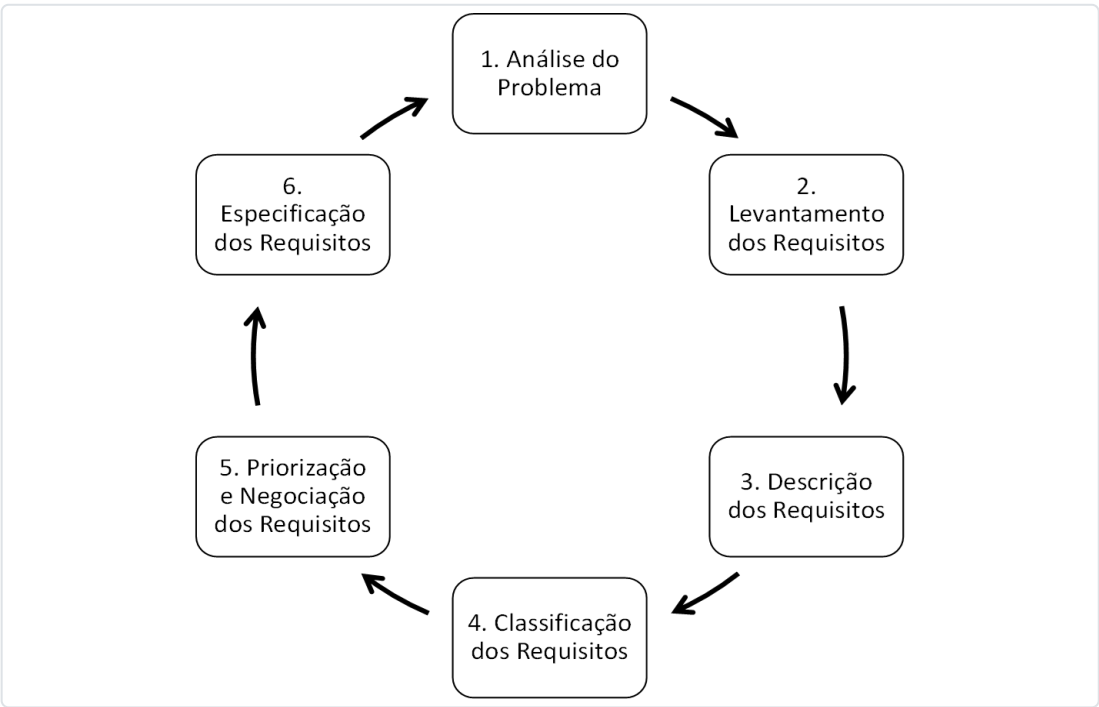 1. Análise do
Problema
2.
Levantamento
dos Requisitos
3. Descrição
dos Requisitos
4. Classificação
dos Requisitos
5. Priorização
e Negociação
dos Requisitos
6.
Especificação
dos Requisitos